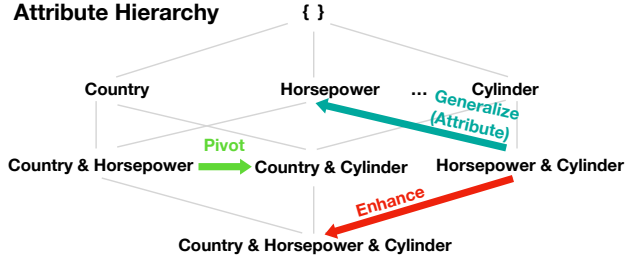 Attribute Hierarchy
{ }
Country
Horsepower
...
Cylinder
Generalize
(Attribute)
Pivot
Country & Horsepower
Country & Cylinder
Horsepower & Cylinder
Enhance
Country & Horsepower & Cylinder